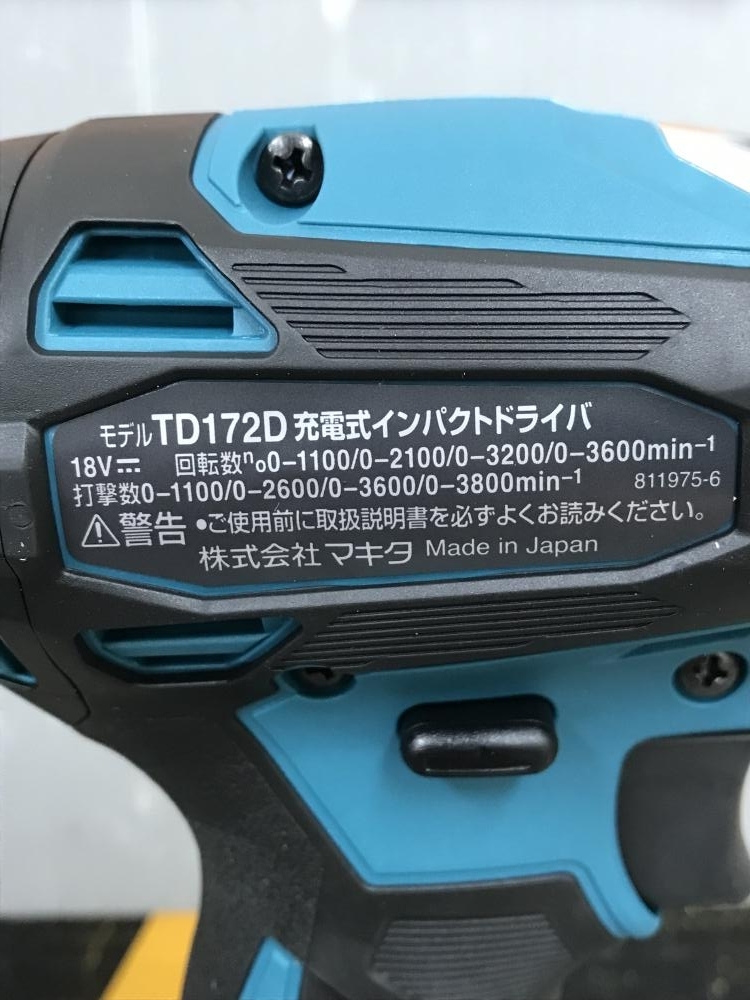 モデルTD172D 充電式インパクトドライバ
18V⎓ 回転数n₀0-1100/0-2100/0-3200/0-3600min⁻¹
打撃数0-1100/0-2600/0-3600/0-3800min⁻¹ 811975-6
⚠警告 •ご使用前に取扱説明書を必ずよくお読みください。
株式会社 マキタ Made in Japan